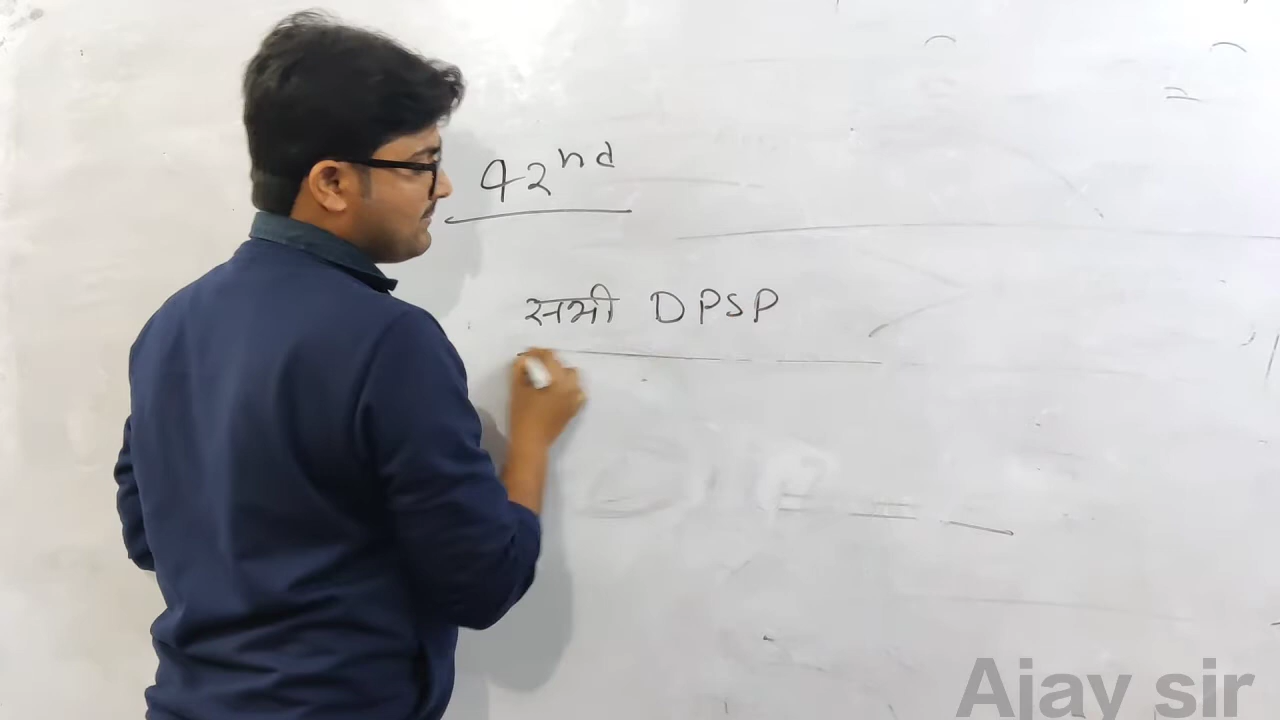 42nd
सभी DPSP
Ajay sir